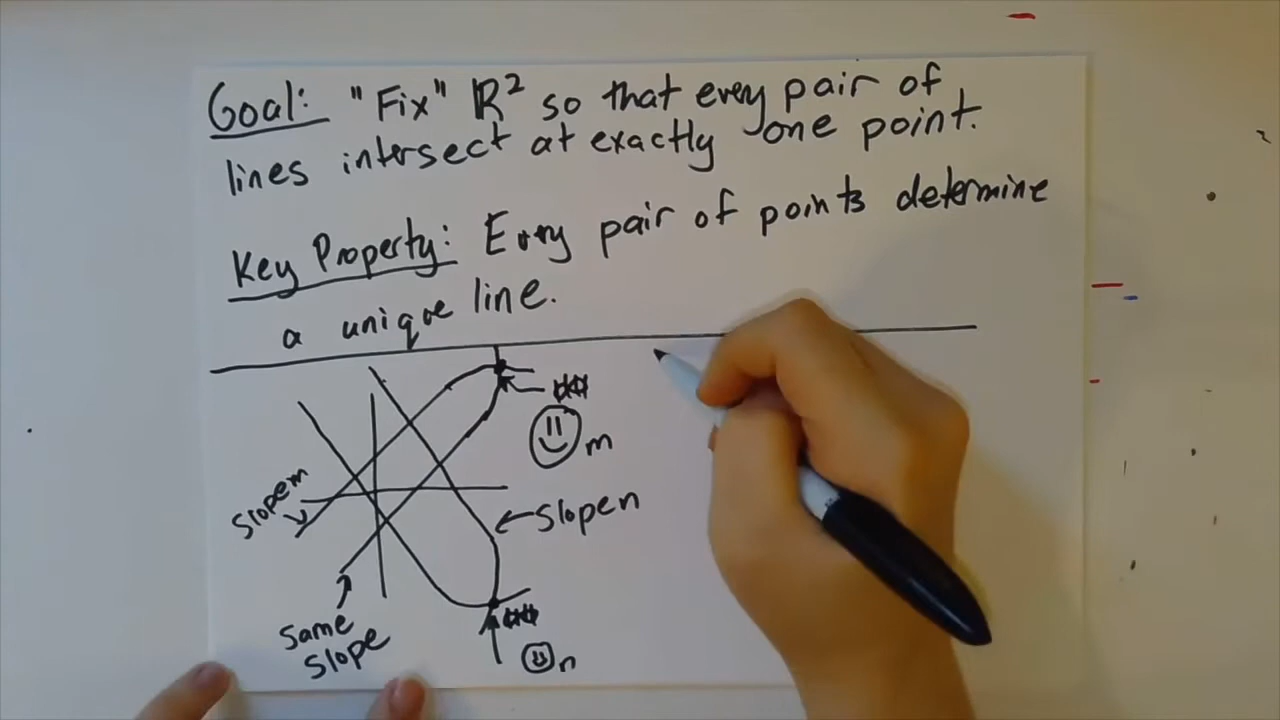 Goal: "Fix" ℝ² so that every pair of
lines intersect at exactly one point.
Key Property: Every pair of points determine
a unique line.
m
slope m
slope n
same
slope
n